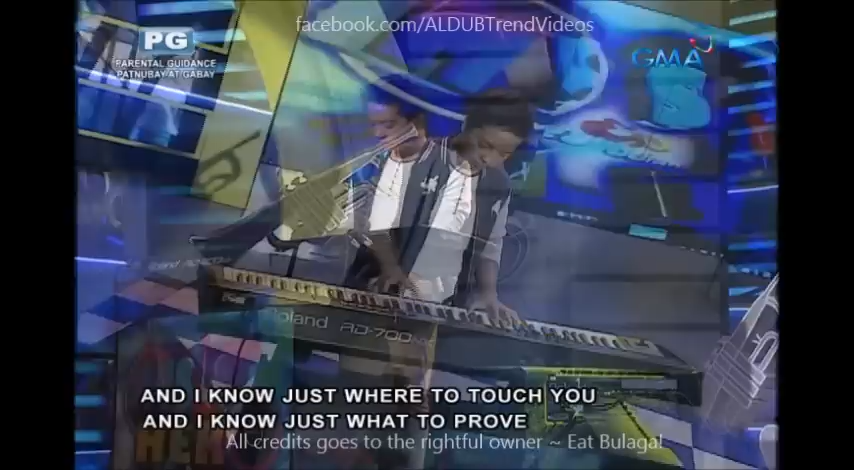 facebook.com/ALDUBTrendVideos
PG
PARENTAL GUIDANCE
PATNUBAY AT GABAY
GMA
Roland RD-700
AND I KNOW JUST WHERE TO TOUCH YOU
AND I KNOW JUST WHAT TO PROVE
All credits goes to the rightful owner ~ Eat Bulaga!